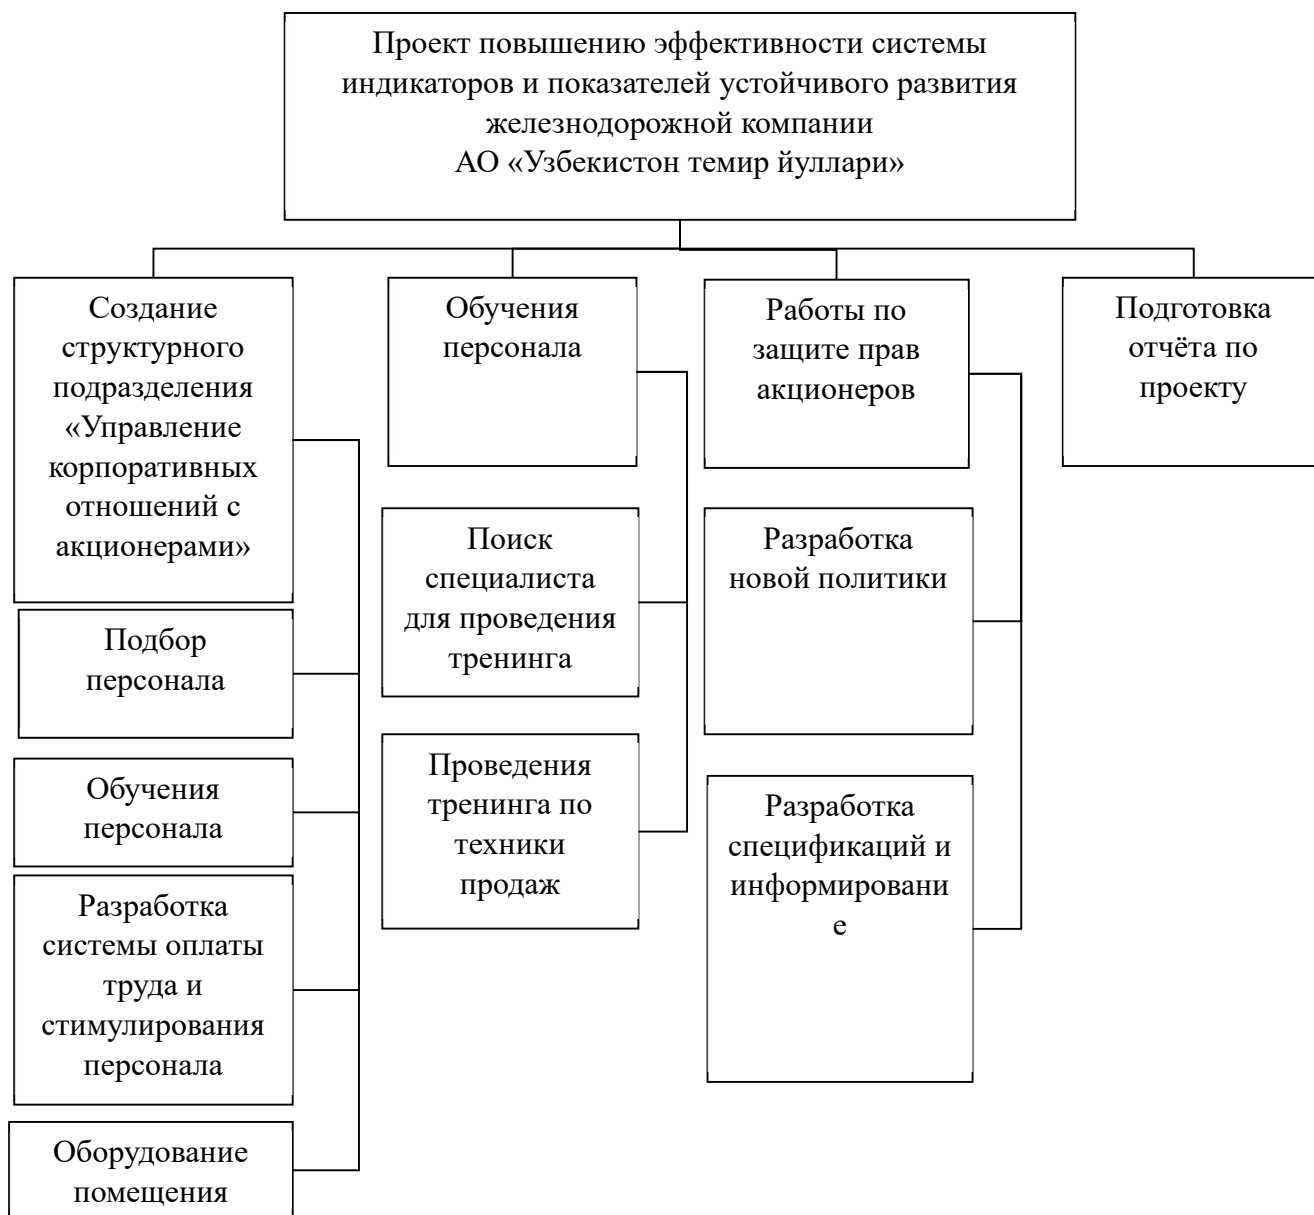 Проект повышению эффективности системы
индикаторов и показателей устойчивого развития
железнодорожной компании
АО «Узбекистон темир йуллари»
Создание
структурного
подразделения
«Управление
корпоративных
отношений с
акционерами»
Подбор
персонала
Обучения
персонала
Разработка
системы оплаты
труда и
стимулирования
персонала
Оборудование
помещения
Обучения
персонала
Поиск
специалиста
для проведения
тренинга
Проведения
тренинга по
техники
продаж
Работы по
защите прав
акционеров
Разработка
новой политики
Разработка
спецификаций и
информировани
е
Подготовка
отчёта по
проекту